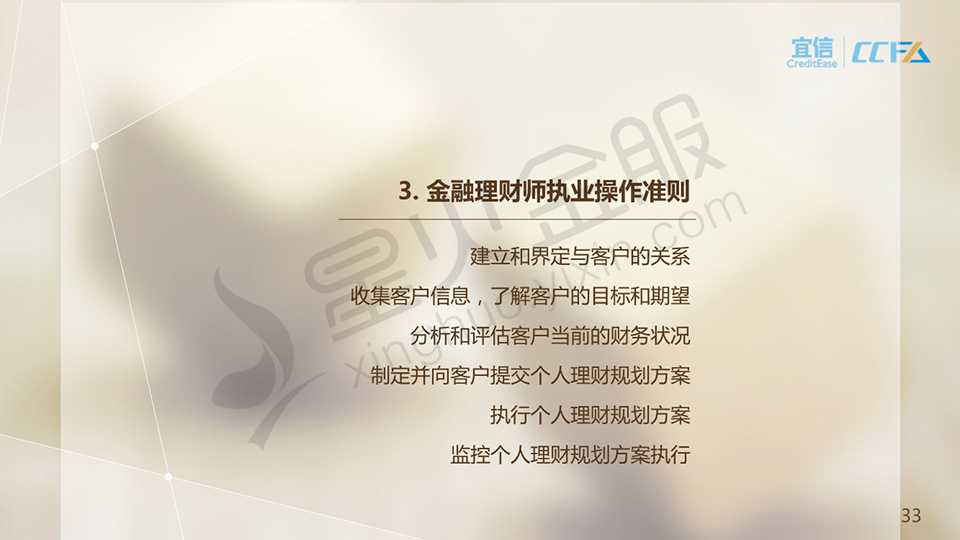 宜信
CreditEase
CCFA
3. 金融理财师执业操作准则
建立和界定与客户的关系
收集客户信息，了解客户的目标和期望
分析和评估客户当前的财务状况
制定并向客户提交个人理财规划方案
执行个人理财规划方案
监控个人理财规划方案执行
星火金服
xinghuo.yixin.com
33